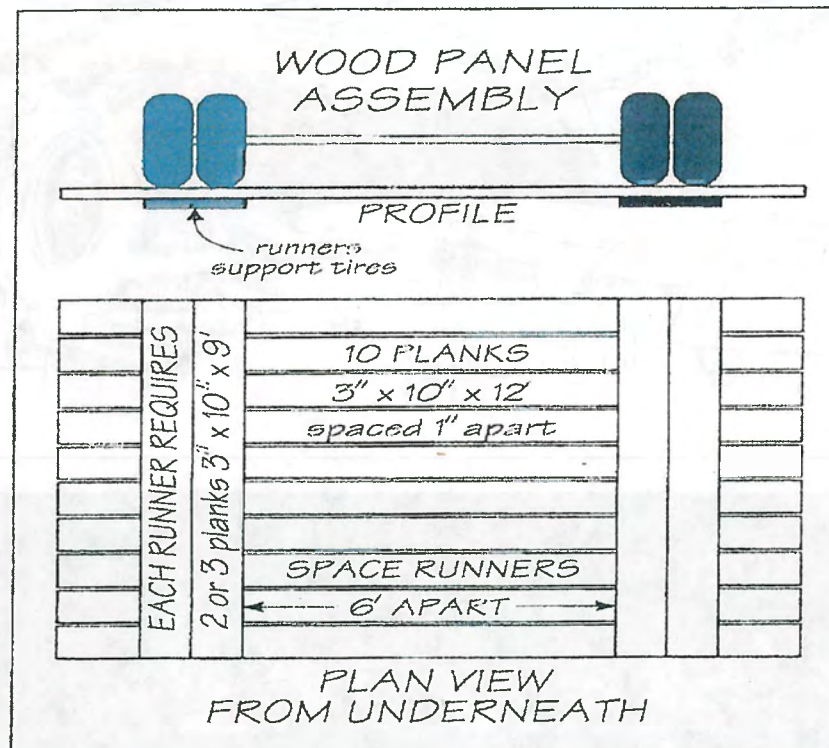 WOOD PANEL
ASSEMBLY
PROFILE
runners
support tires
EACH RUNNER REQUIRES
2 or 3 planks 3" x 10" x 9'
10 PLANKS
3" x 10" x 12'
spaced 1" apart
SPACE RUNNERS
6' APART
PLAN VIEW
FROM UNDERNEATH